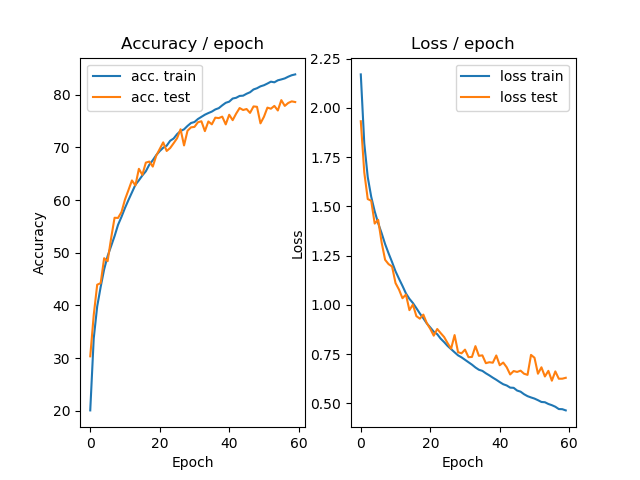 Accuracy / epoch
acc. train
acc. test
80
70
60
50
40
30
20
Accuracy
0
20
40
60
Epoch
Loss / epoch
loss train
loss test
2.25
2.00
1.75
1.50
1.25
1.00
0.75
0.50
Loss
0
20
40
60
Epoch